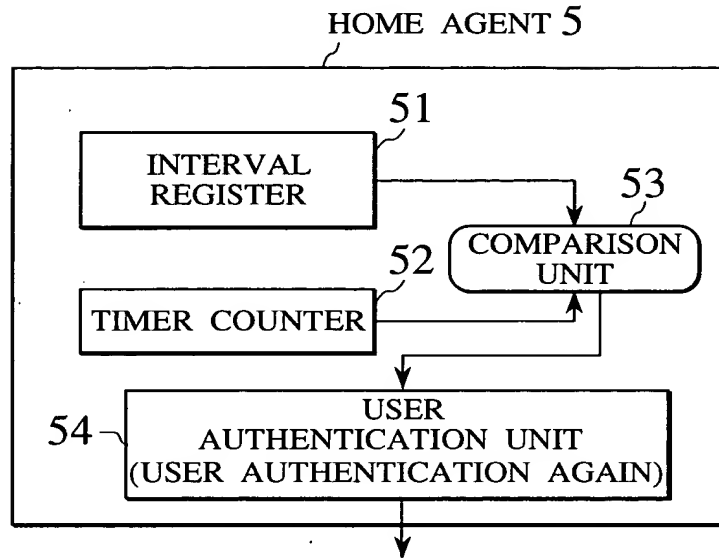 HOME AGENT 5
51
INTERVAL
REGISTER
53
COMPARISON
UNIT
52
TIMER COUNTER
54
USER
AUTHENTICATION UNIT
(USER AUTHENTICATION AGAIN)